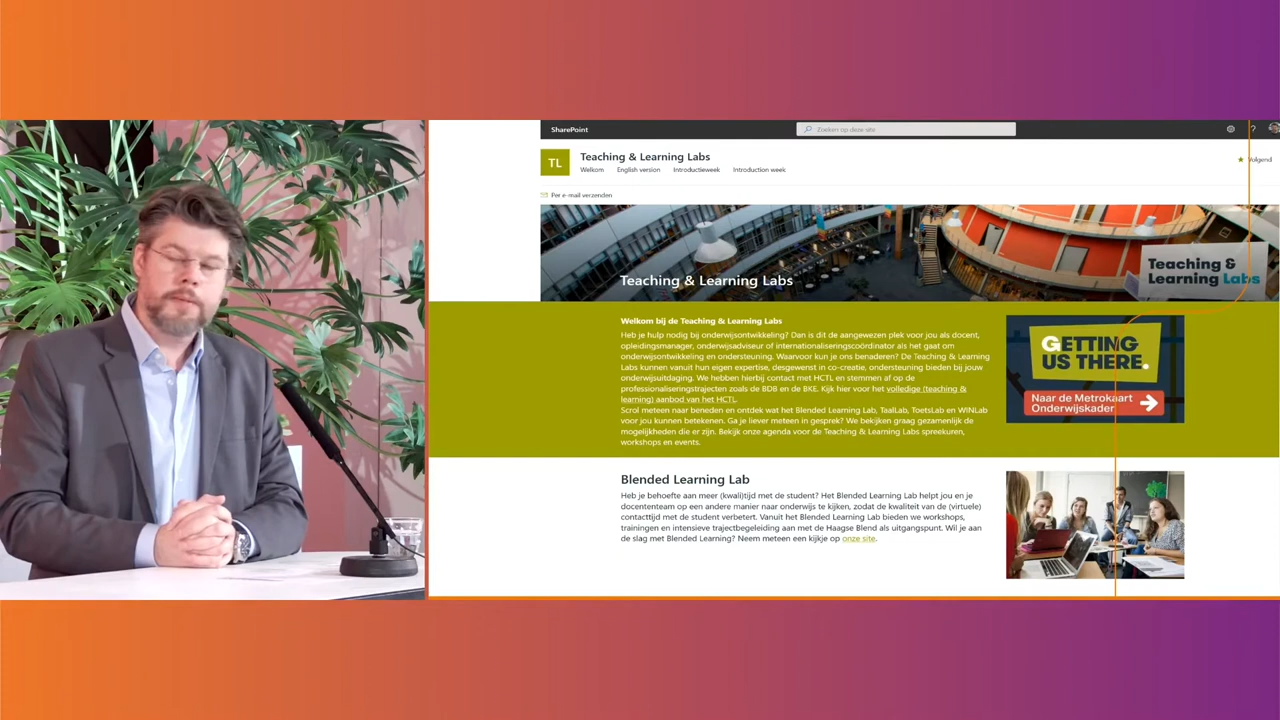 SharePoint
Zoeken op deze site
?
TL
Teaching & Learning Labs
Welkom English version Introductieweek Introduction week
Volgend
Per e-mail verzenden
Teaching & Learning Labs
Teaching &
Learning Labs
Welkom bij de Teaching & Learning Labs
Heb je hulp nodig bij onderwijsontwikkeling? Dan is dit de aangewezen plek voor jou als docent,
opleidingsmanager, onderwijsadviseur of internationaliseringscoördinator als het gaat om
onderwijsontwikkeling en ondersteuning. Waarvoor kun je ons benaderen? De Teaching & Learning
Labs kunnen vanuit hun eigen expertise, desgewenst in co-creatie, ondersteuning bieden bij jouw
onderwijsuitdaging. We hebben hierbij contact met HCTL en stemmen af op de
professionaliseringstrajecten zoals de BDB en de BKE. Kijk hier voor het volledige (teaching &
learning) aanbod van het HCTL.
Scrol meteen naar beneden en ontdek wat het Blended Learning Lab, TaalLab, ToetsLab en WINLab
voor jou kunnen betekenen. Ga je liever meteen in gesprek? We bekijken graag gezamenlijk de
mogelijkheden die er zijn. Bekijk onze agenda voor de Teaching & Learning Labs spreekuren,
workshops en events.
GETTING
US THERE.
Naar de Metrokaart
Onderwijskader
Blended Learning Lab
Heb je behoefte aan meer (kwali)tijd met de student? Het Blended Learning Lab helpt jou en je
docententeam op een andere manier naar onderwijs te kijken, zodat de kwaliteit van de (virtuele)
contacttijd met de student verbetert. Vanuit het Blended Learning Lab bieden we workshops,
trainingen en intensieve trajectbegeleiding aan met de Haagse Blend als uitgangspunt. Wil je aan
de slag met Blended Learning? Neem meteen een kijkje op onze site.